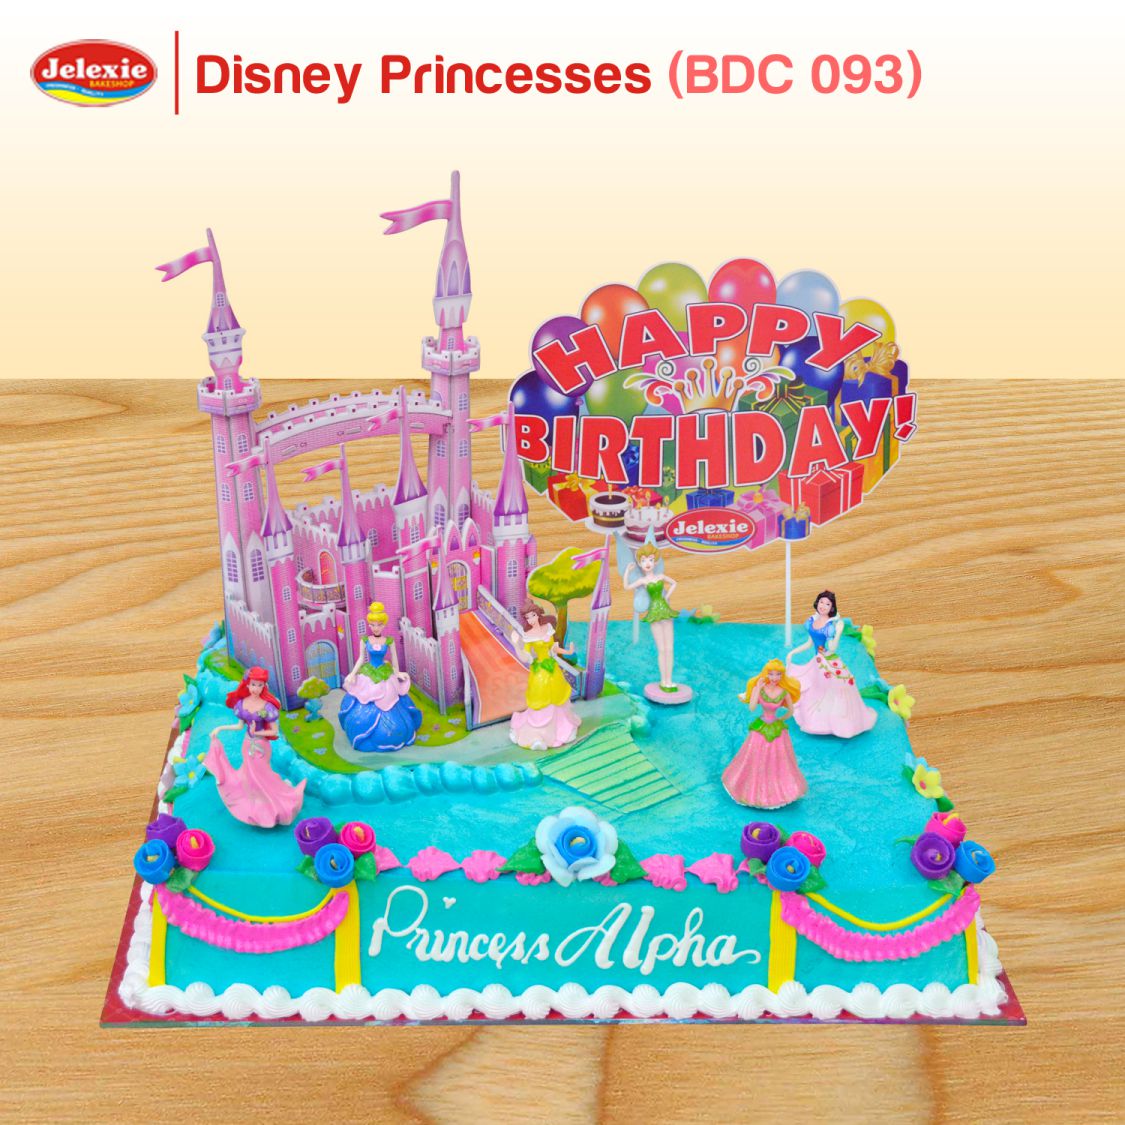 Jelexie
BAKESHOP
Disney Princesses (BDC 093)
HAPPY
BIRTHDAY!
Jelexie
BAKESHOP
Princess Alpha